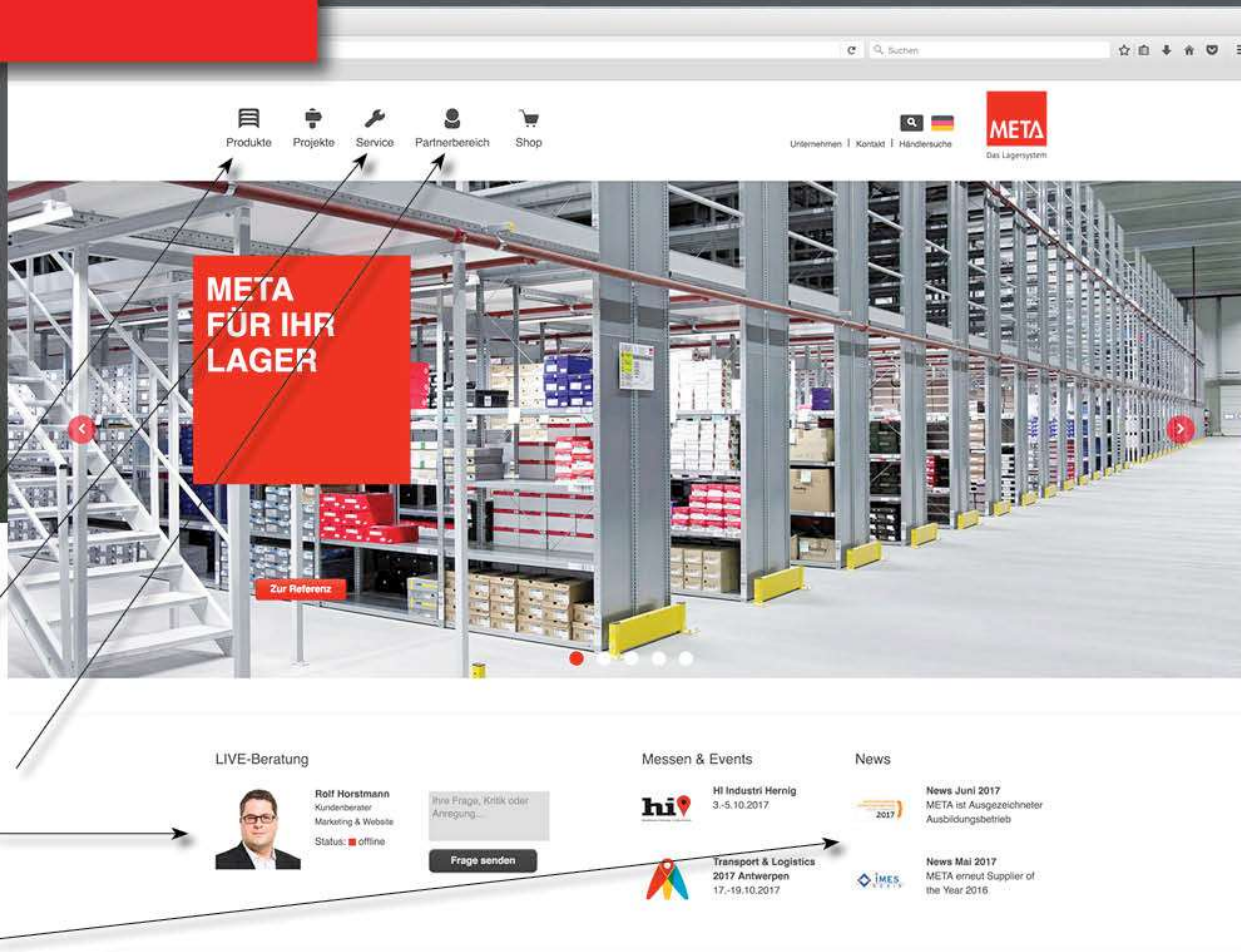 Suchen
Produkte
Projekte
Service
Partnerbereich
Shop
Unternehmen | Kontakt | Händlersuche
META
Das Lagersystem
META
FÜR IHR
LAGER
Zur Referenz
LIVE-Beratung
Rolf Horstmann
Kundenberater
Marketing & Website
Status: offline
Ihre Frage, Kritik oder
Anregung...
Frage senden
Messen & Events
hi
HI Industri Hernig
3.-5.10.2017
Transport & Logistics
2017 Antwerpen
17.-19.10.2017
News
2017
News Juni 2017
META ist Ausgezeichneter
Ausbildungsbetrieb
IMES
News Mai 2017
META erneut Supplier of
the Year 2016